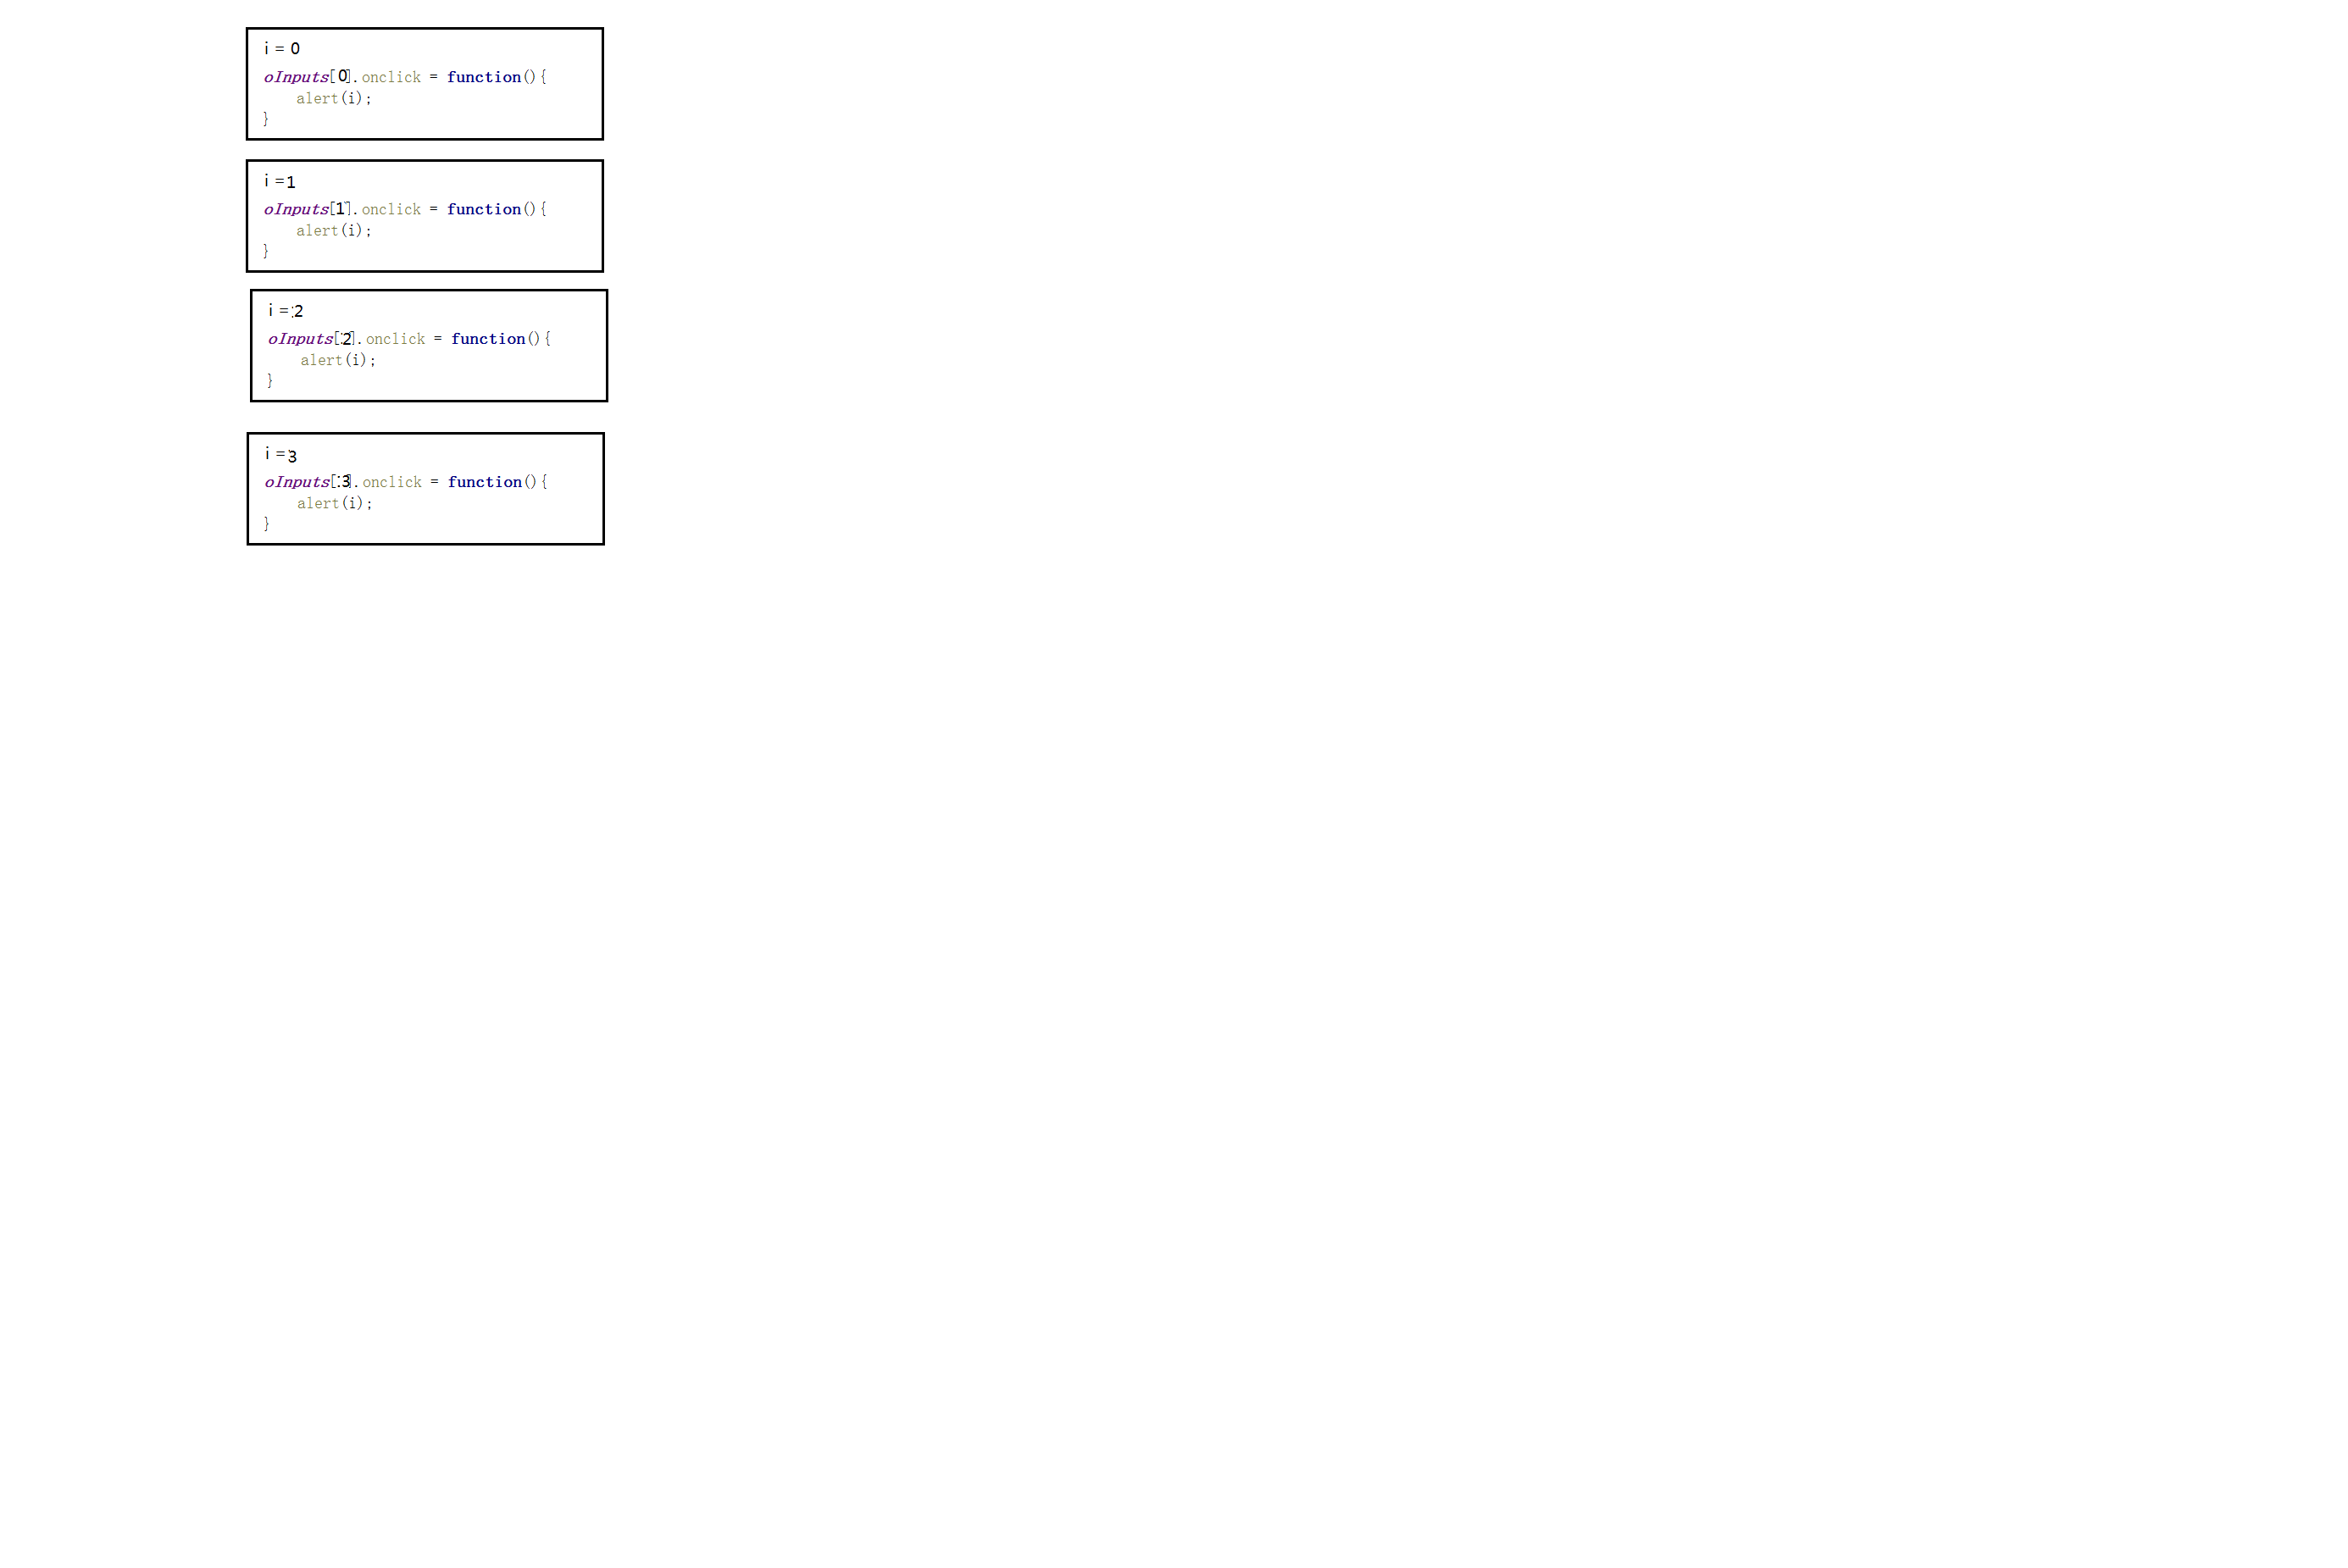 i = 0
oInputs[0].onclick = function(){
alert(i);
}
i =1
oInputs[1].onclick = function(){
alert(i);
}
i =2
oInputs[2].onclick = function(){
alert(i);
}
i =3
oInputs[3].onclick = function(){
alert(i);
}